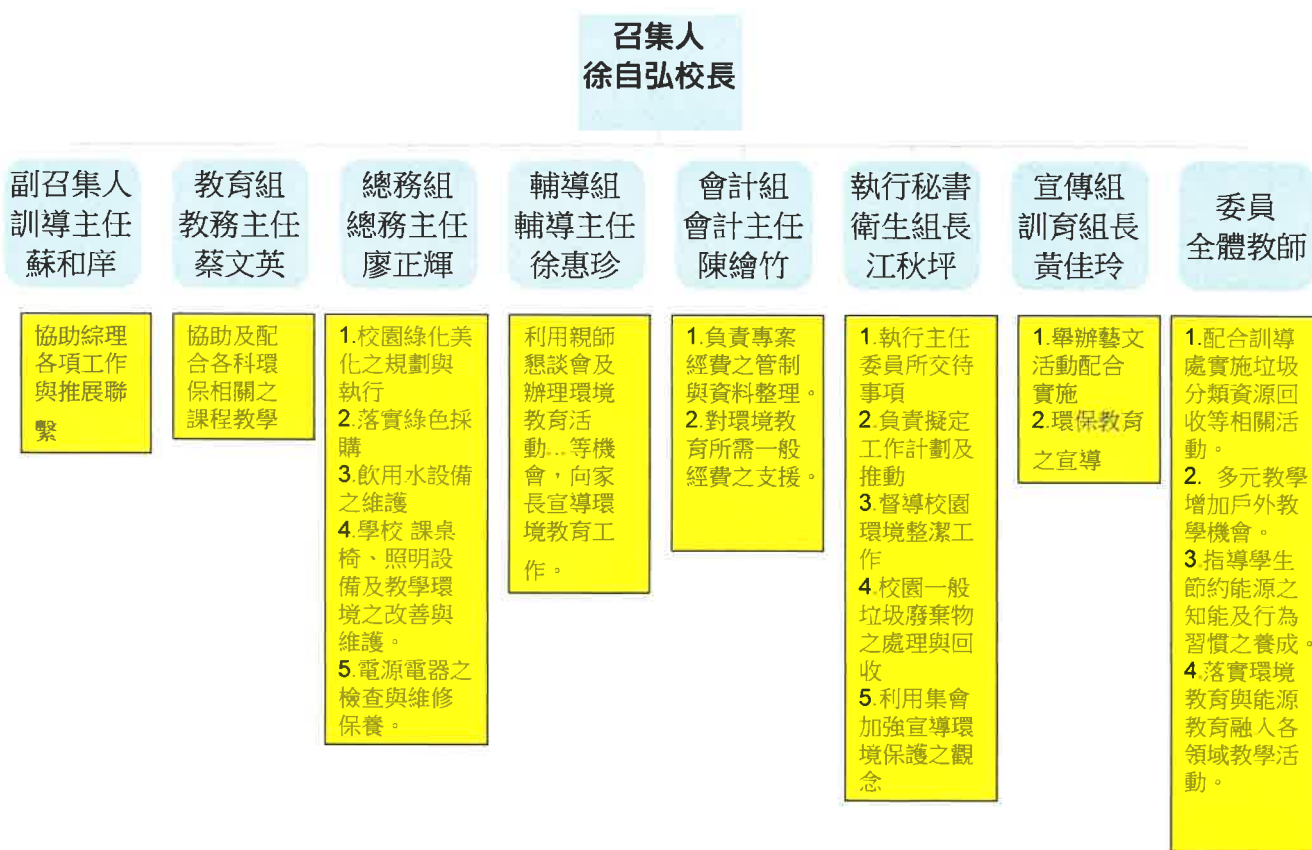 召集人
徐自弘校長
副召集人
訓導主任
蘇和庠
教育組
教務主任
蔡文英
總務組
總務主任
廖正輝
輔導組
輔導主任
徐惠珍
會計組
會計主任
陳繪竹
執行秘書
衛生組長
江秋坪
宣傳組
訓育組長
黃佳玲
委員
全體教師
協助綜理
各項工作
與推展聯
繫
協助及配
合各科環
保相關之
課程教學
1.校園綠化美
化之規劃與
執行
2.落實綠色採
購
3.飲用水設備
之維護
4.學校 課桌
椅、照明設
備及教學環
境之改善與
維護。
5.電源電器之
檢查與維修
保養。
利用親師
懇談會及
辦理環境
教育活
動...等機
會，向家
長宣導環
境教育工
作。
1.負責專案
經費之管制
與資料整理。
2.對環境教
育所需一般
經費之支援。
1.執行主任
委員所交待
事項
2.負責擬定
工作計劃及
推動
3.督導校園
環境整潔工
作
4.校園一般
垃圾廢棄物
之處理與回
收
5.利用集會
加強宣導環
境保護之觀
念
1.舉辦藝文
活動配合
實施
2.環保教育
之宣導
1.配合訓導
處實施垃圾
分類資源回
收等相關活
動。
2. 多元教學
增加戶外教
學機會。
3.指導學生
節約能源之
知能及行為
習慣之養成。
4.落實環境
教育與能源
教育融入各
領域教學活
動。